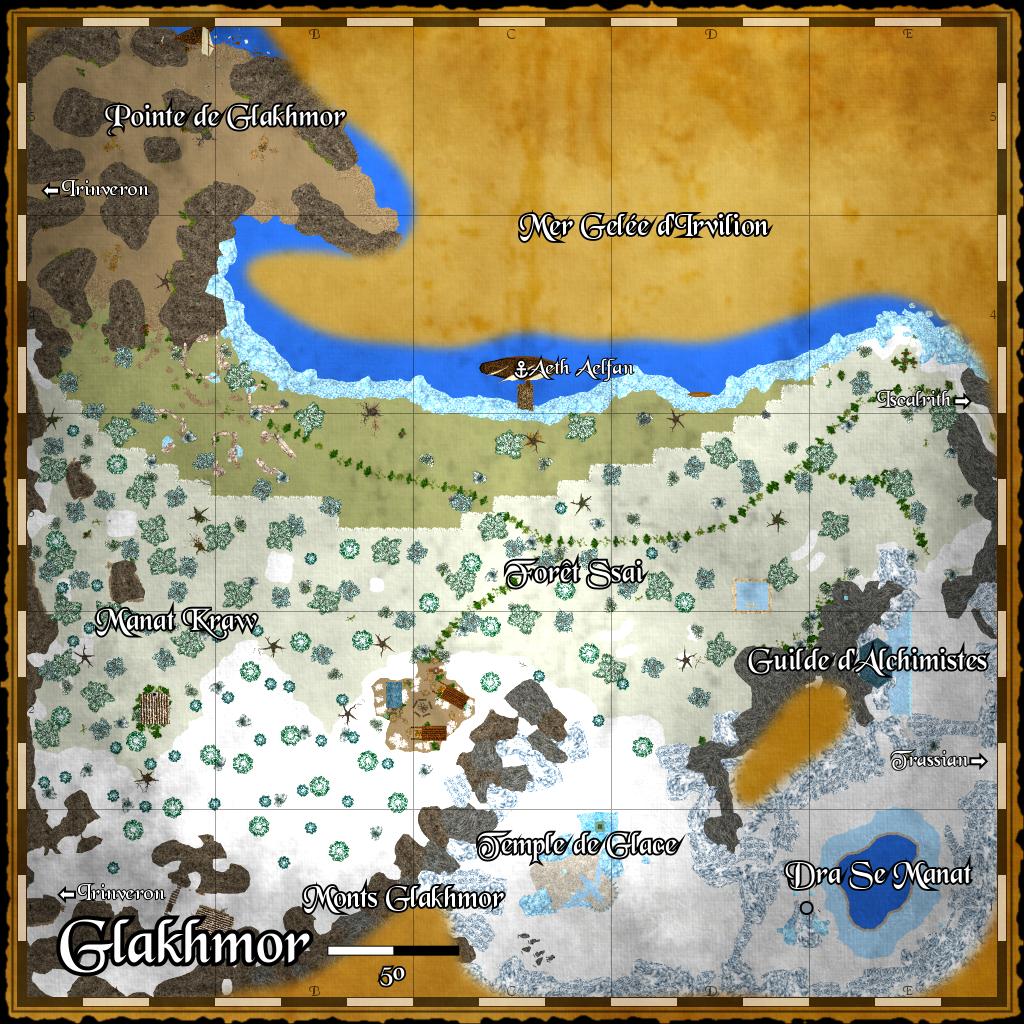 B C D E
Pointe de Glakhmor
5 5
Irinveron
Mer Gelée d'Irvilion
4 4
Aeth Aelfan
Iscalrith
Forêt Ssai
Manat Kraw
Guilde d'Alchimistes
Trassian
Temple de Glace
Dra Se Manat
Irinveron
Monts Glakhmor
Glakhmor
50
B C D E